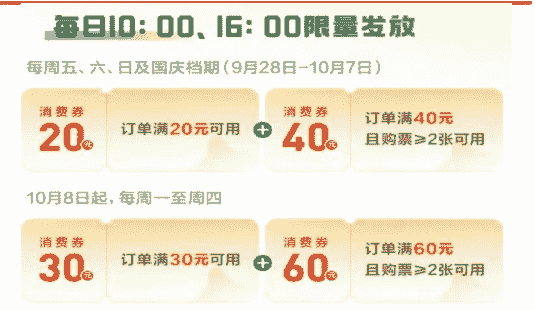 每日10：00、16：00限量发放
每周五、六、日及国庆档期（9月28日-10月7日）
消费券
20元
订单满20元可用
+
消费券
40元
订单满40元
且购票≥2张可用
10月8日起，每周一至周四
消费券
30元
订单满30元可用
+
消费券
60元
订单满60元
且购票≥2张可用